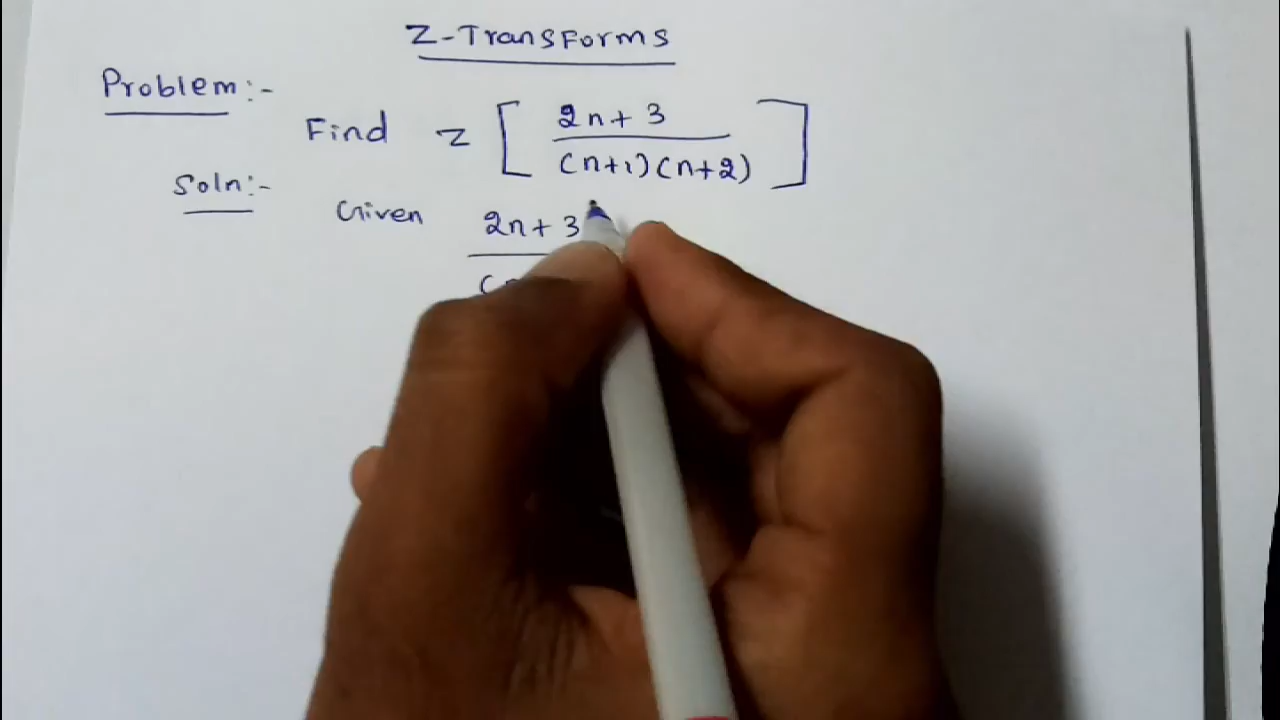 Z-Transforms
Problem:-
Find Z [ 2n+3 / (n+1)(n+2) ]
Soln:-
Given 2n+3